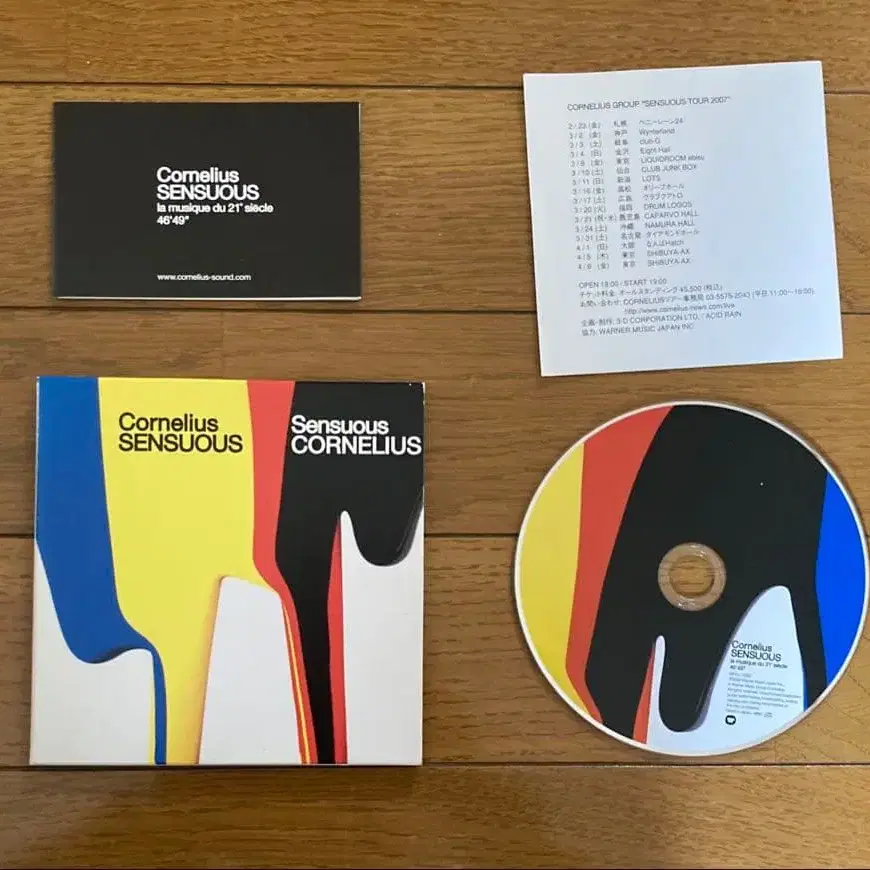 Cornelius
SENSUOUS
la musique du 21e siècle
46'49"
www.cornelius-sound.com
CORNELIUS GROUP "SENSUOUS TOUR 2007"
2 / 23 (金) 札幌 ペニーレーン24
3 / 2 (金) 神戸 Wynterland
3 / 3 (土) 岐阜 club-G
3 / 4 (日) 金沢 Eight Hall
3 / 9 (金) 東京 LIQUIDROOM ebisu
3 / 10 (土) 仙台 CLUB JUNK BOX
3 / 11 (日) 新潟 LOTS
3 / 16 (金) 高松 オリーブホール
3 / 17 (土) 広島 クラブクアトロ
3 / 20 (火) 福岡 DRUM LOGOS
3 / 21 (祝・水) 鹿児島 CAPARVO HALL
3 / 24 (土) 沖縄 NAMURA HALL
3 / 31 (土) 名古屋 ダイアモンドホール
4 / 1 (日) 大阪 なんばHatch
4 / 5 (木) 東京 SHIBUYA-AX
4 / 6 (金) 東京 SHIBUYA-AX
OPEN 18:00 / START 19:00
チケット料金: オールスタンディング ¥5,500 (税込)
お問い合わせ: CORNELIUSツアー事務局 03-5575-2043 (平日 11:00~18:00)
http://www.cornelius-news.com/live
企画・制作: 3-D CORPORATION LTD. / ACID RAIN
協力: WARNER MUSIC JAPAN INC
Cornelius
SENSUOUS
Sensuous
CORNELIUS
Cornelius
SENSUOUS
la musique du 21e siècle
46'49"